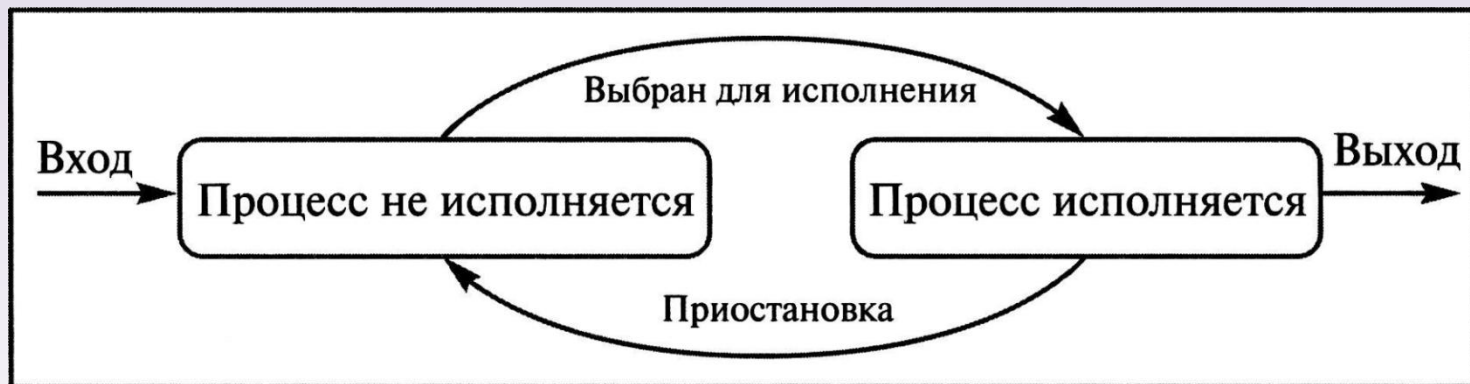 Выбран для исполнения
Вход
Процесс не исполняется
Процесс исполняется
Выход
Приостановка